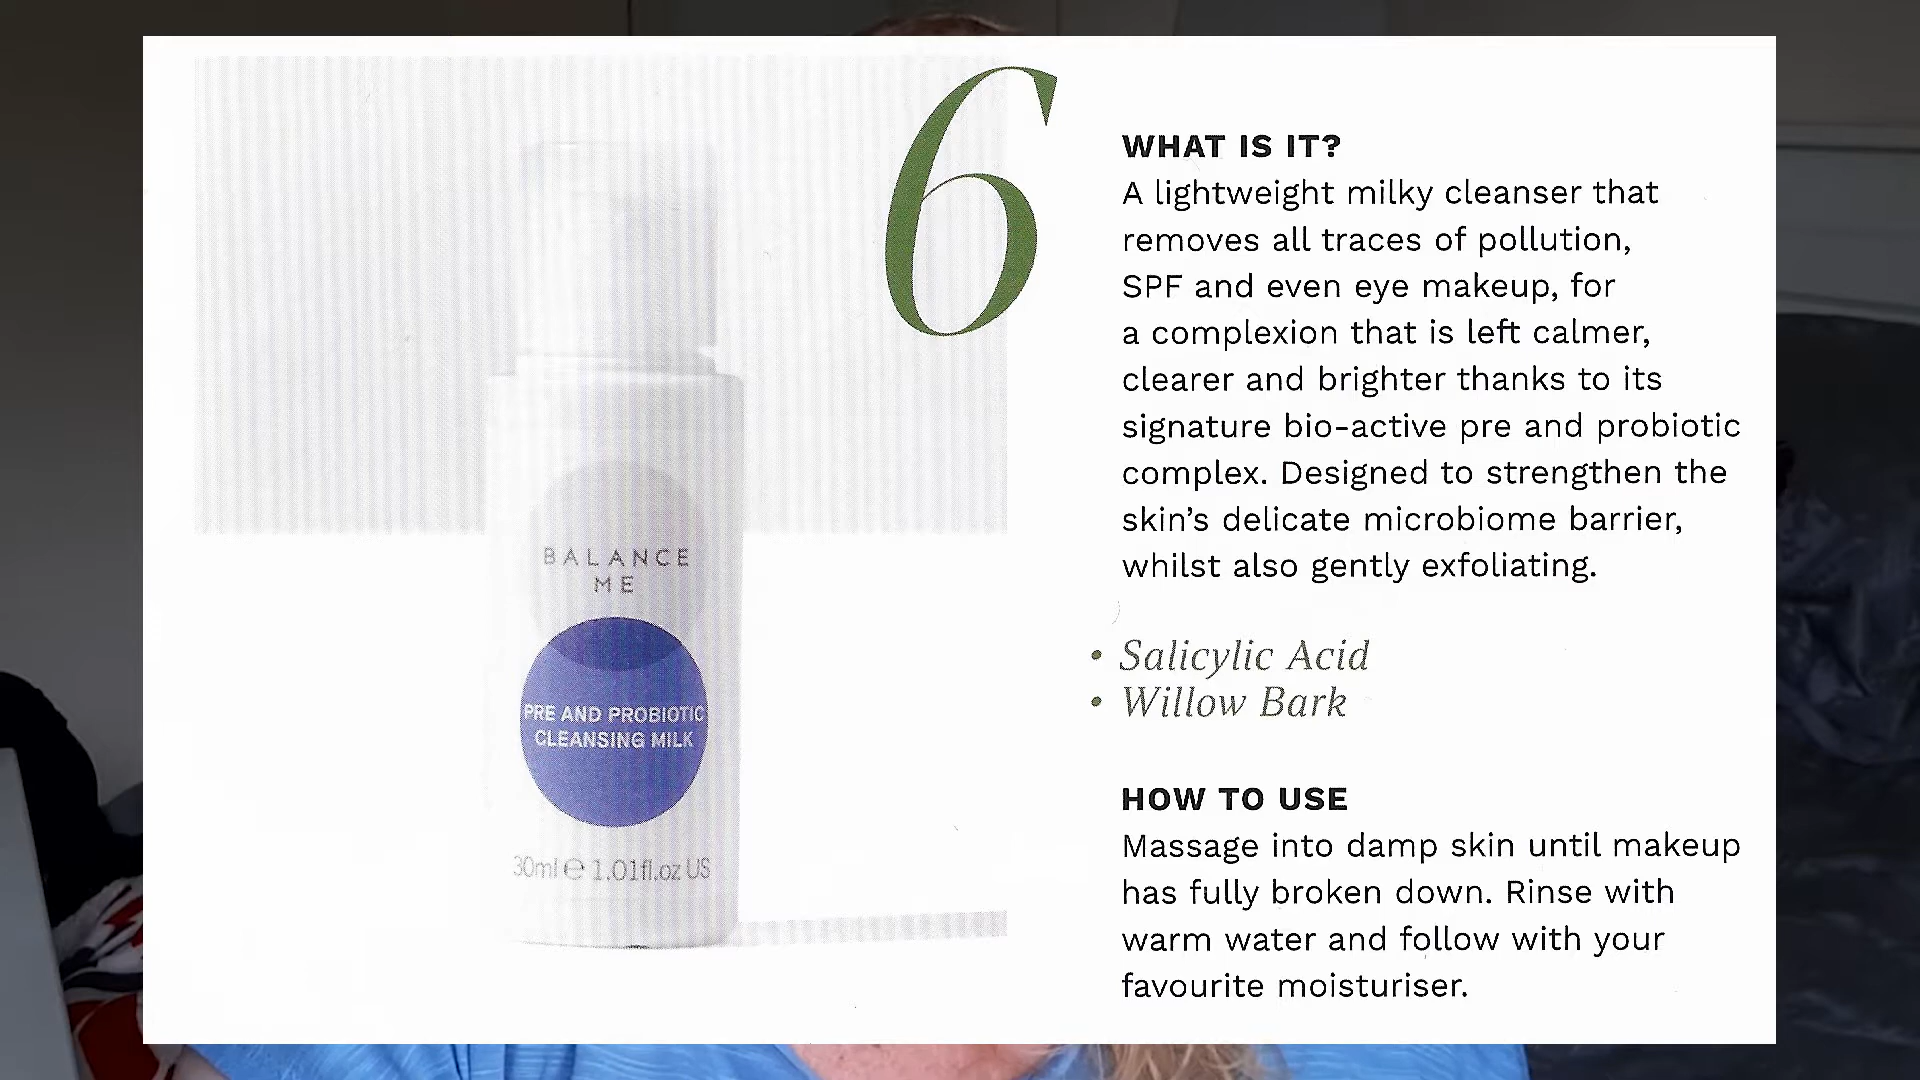 6
WHAT IS IT?
A lightweight milky cleanser that
removes all traces of pollution,
SPF and even eye makeup, for
a complexion that is left calmer,
clearer and brighter thanks to its
signature bio-active pre and probiotic
complex. Designed to strengthen the
skin's delicate microbiome barrier,
whilst also gently exfoliating.
• Salicylic Acid
• Willow Bark
HOW TO USE
Massage into damp skin until makeup
has fully broken down. Rinse with
warm water and follow with your
favourite moisturiser.
BALANCE
ME
PRE AND PROBIOTIC
CLEANSING MILK
30ml e 1.01fl.oz US